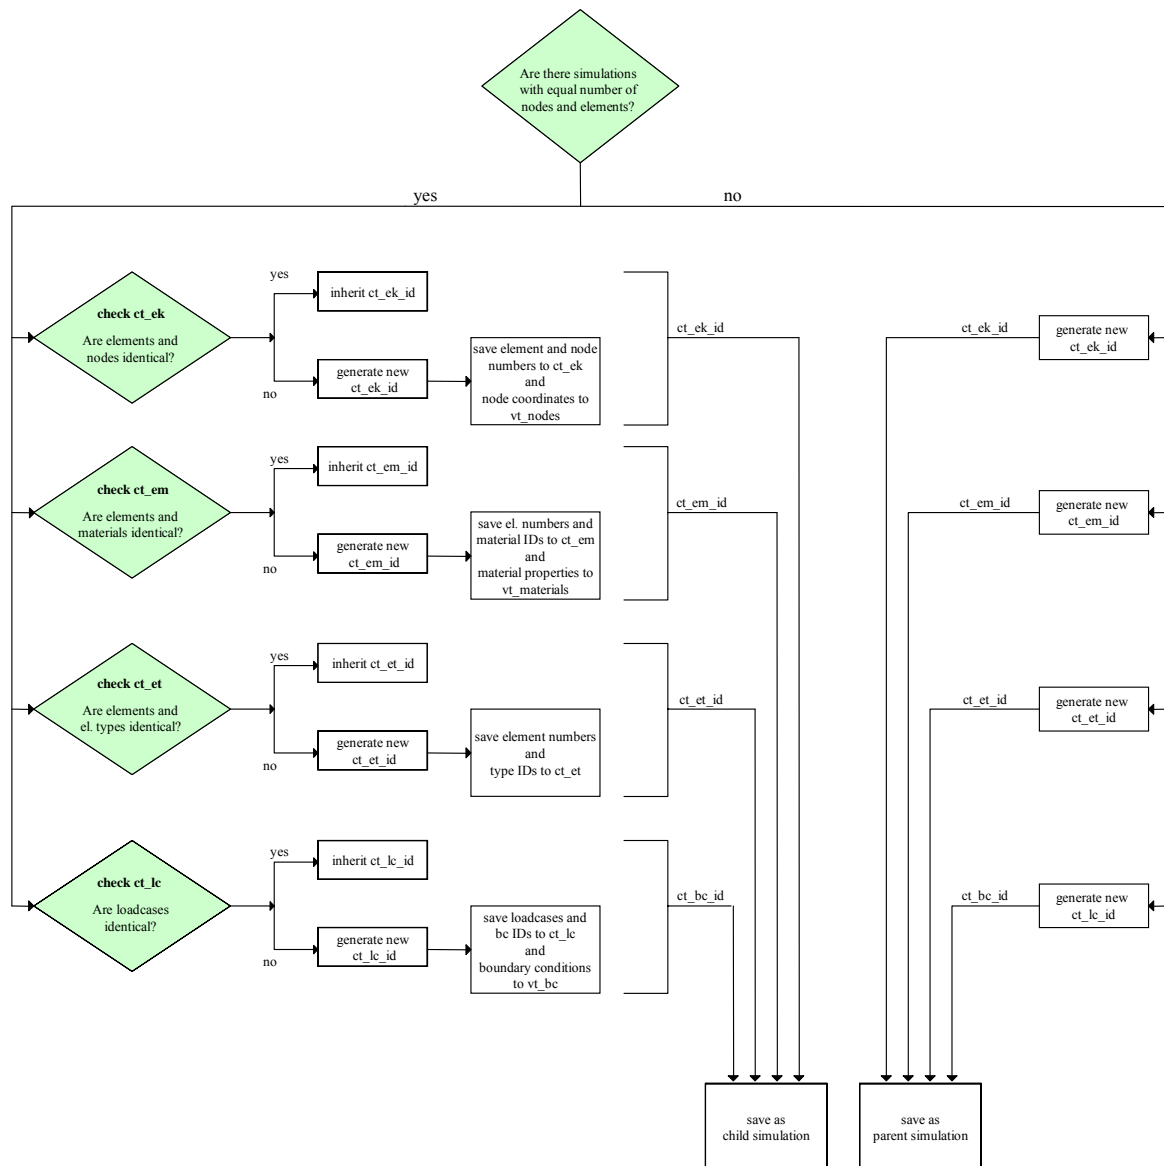 Are there simulations
with equal number of
nodes and elements?
yes
no
check ct_ek
Are elements and
nodes identical?
yes
no
inherit ct_ek_id
generate new
ct_ek_id
save element and node
numbers to ct_ek
and
node coordinates to
vt_nodes
ct_ek_id
ct_ek_id
generate new
ct_ek_id
check ct_em
Are elements and
materials identical?
yes
no
inherit ct_em_id
generate new
ct_em_id
save el. numbers and
material IDs to ct_em
and
material properties to
vt_materials
ct_em_id
ct_em_id
generate new
ct_em_id
check ct_et
Are elements and
el. types identical?
yes
no
inherit ct_et_id
generate new
ct_et_id
save element numbers
and
type IDs to ct_et
ct_et_id
ct_et_id
generate new
ct_et_id
check ct_lc
Are loadcases
identical?
yes
no
inherit ct_lc_id
generate new
ct_lc_id
save loadcases and
bc IDs to ct_lc
and
boundary conditions
to vt_bc
ct_bc_id
ct_bc_id
generate new
ct_lc_id
save as
child simulation
save as
parent simulation